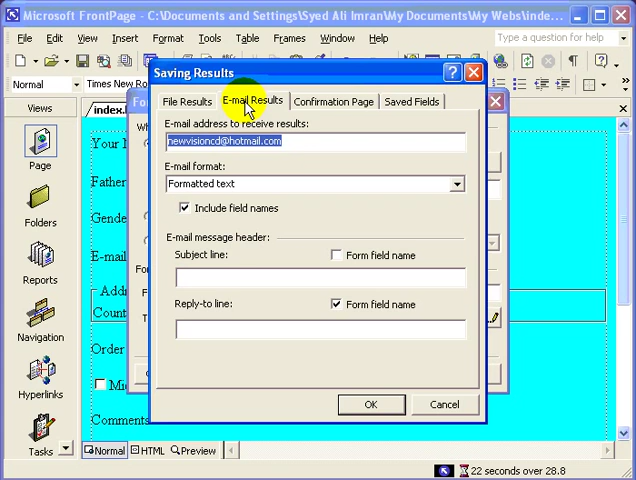 Microsoft FrontPage - C:\Documents and Settings\Syed Ali Imran\My Documents\My Webs\inde...
File Edit View Insert Format Tools Table Frames Window Help
Type a question for help
Normal Times New Ro
Views
/index.
Page
Folders
Reports
Navigation
Hyperlinks
Tasks
Your N
Father
Gende
E-mail
Addr
Count
Order
Mi
Comments
Saving Results
File Results E-mail Results Confirmation Page Saved Fields
E-mail address to receive results:
newvisioncd@hotmail.com
E-mail format:
Formatted text
Include field names
E-mail message header:
Subject line: Form field name
Reply-to line: Form field name
OK Cancel
Normal HTML Preview
22 seconds over 28.8